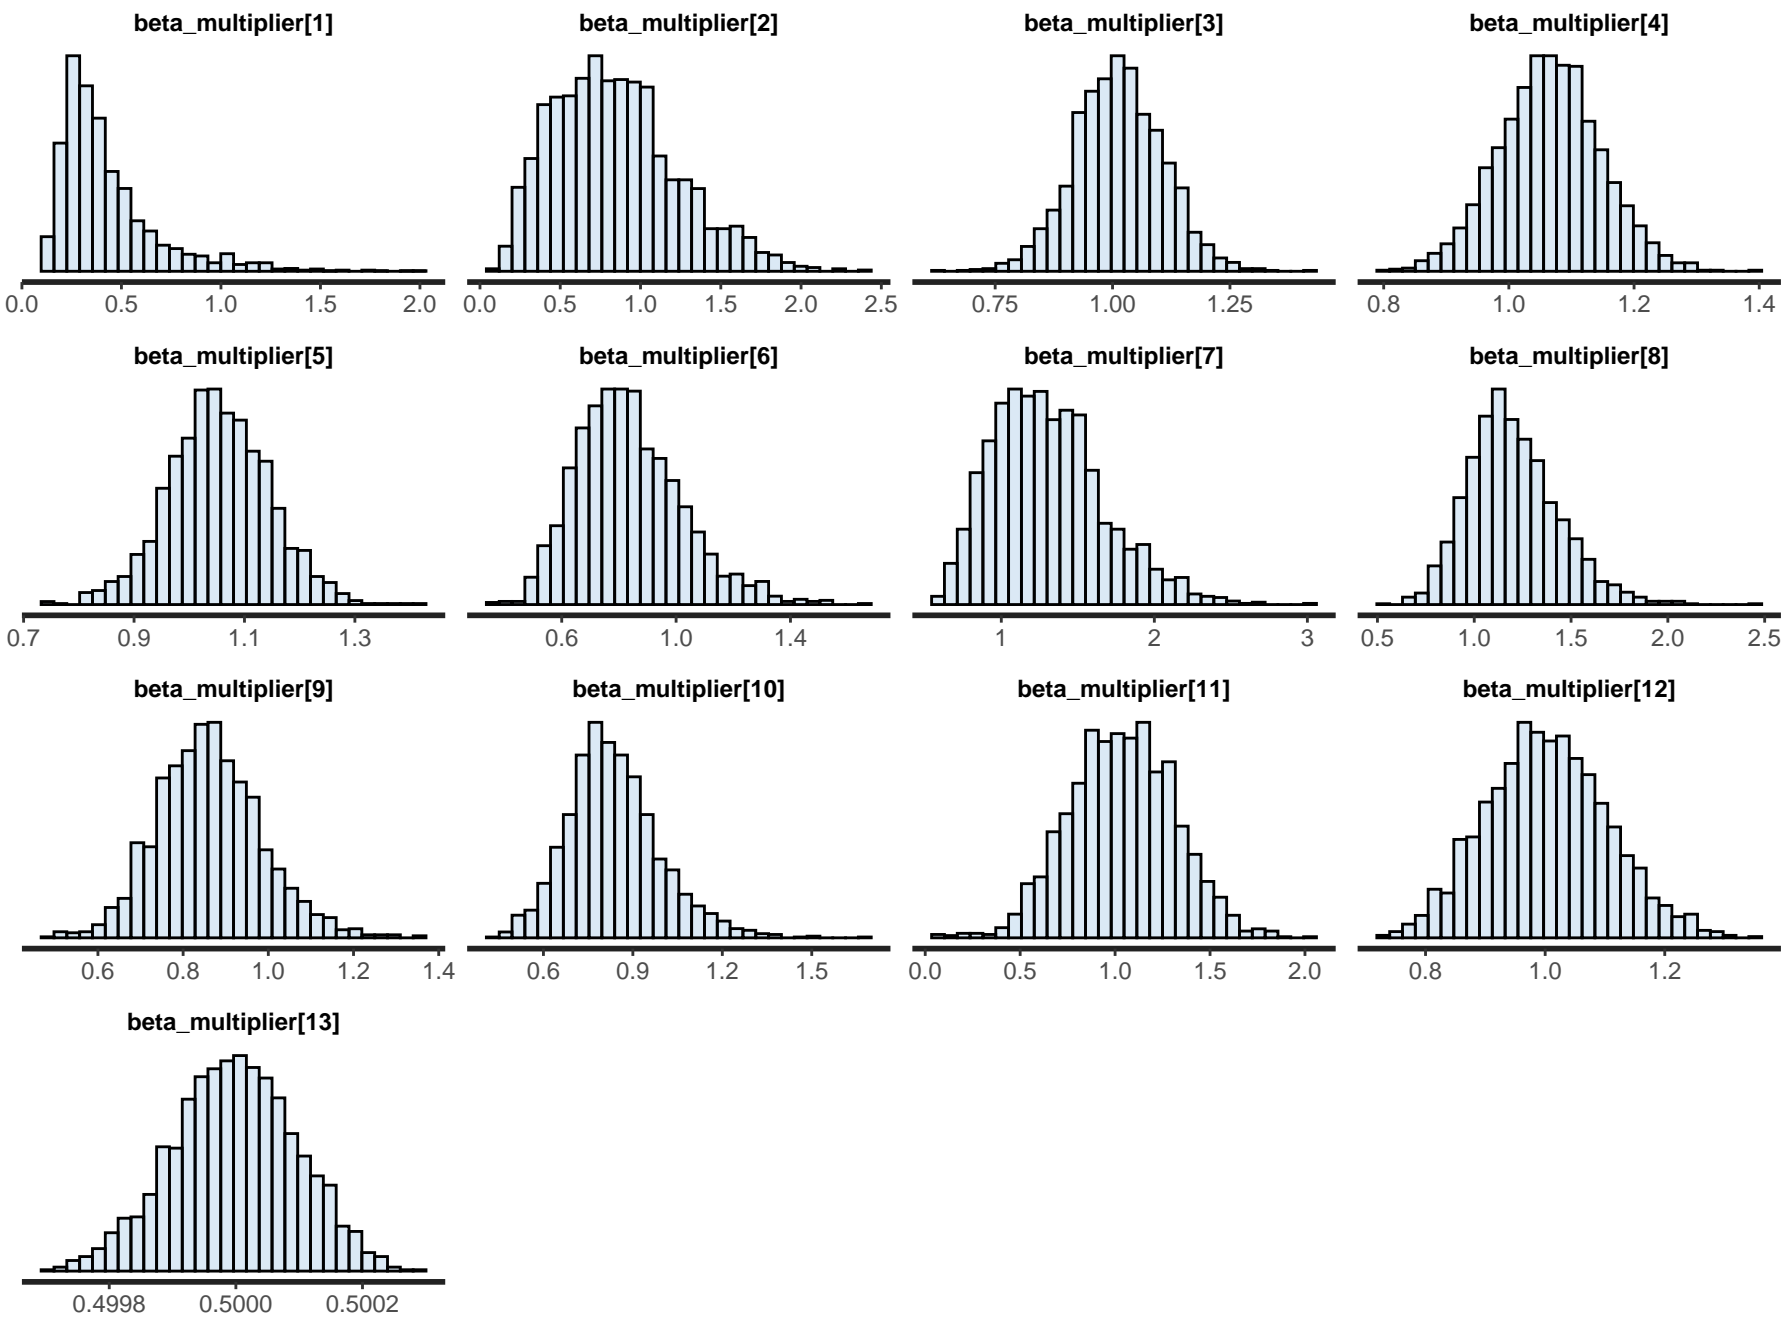 beta_multiplier[1] beta_multiplier[2] beta_multiplier[3] beta_multiplier[4]
0.0 0.5 1.0 1.5 2.0 0.0 0.5 1.0 1.5 2.0 2.5 0.75 1.00 1.25 0.8 1.0 1.2 1.4
beta_multiplier[5] beta_multiplier[6] beta_multiplier[7] beta_multiplier[8]
0.7 0.9 1.1 1.3 0.6 1.0 1.4 1 2 3 0.5 1.0 1.5 2.0 2.5
beta_multiplier[9] beta_multiplier[10] beta_multiplier[11] beta_multiplier[12]
0.6 0.8 1.0 1.2 1.4 0.6 0.9 1.2 1.5 0.0 0.5 1.0 1.5 2.0 0.8 1.0 1.2
beta_multiplier[13]
0.4998 0.5000 0.5002